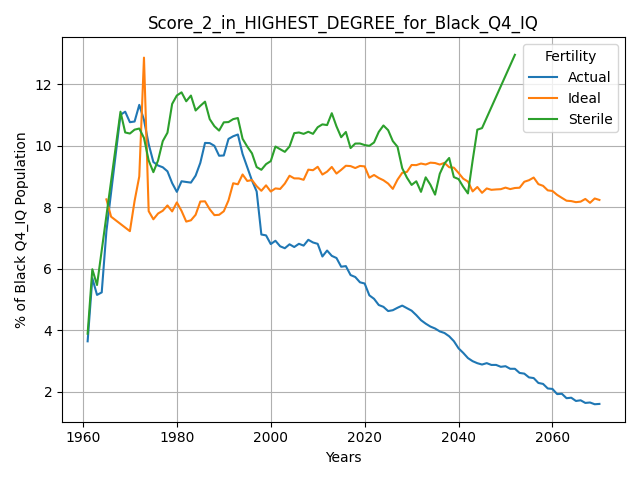 Score_2_in_HIGHEST_DEGREE_for_Black_Q4_IQ
Fertility
Actual
Ideal
Sterile
% of Black Q4_IQ Population
12
10
8
6
4
2
1960 1980 2000 2020 2040 2060
Years